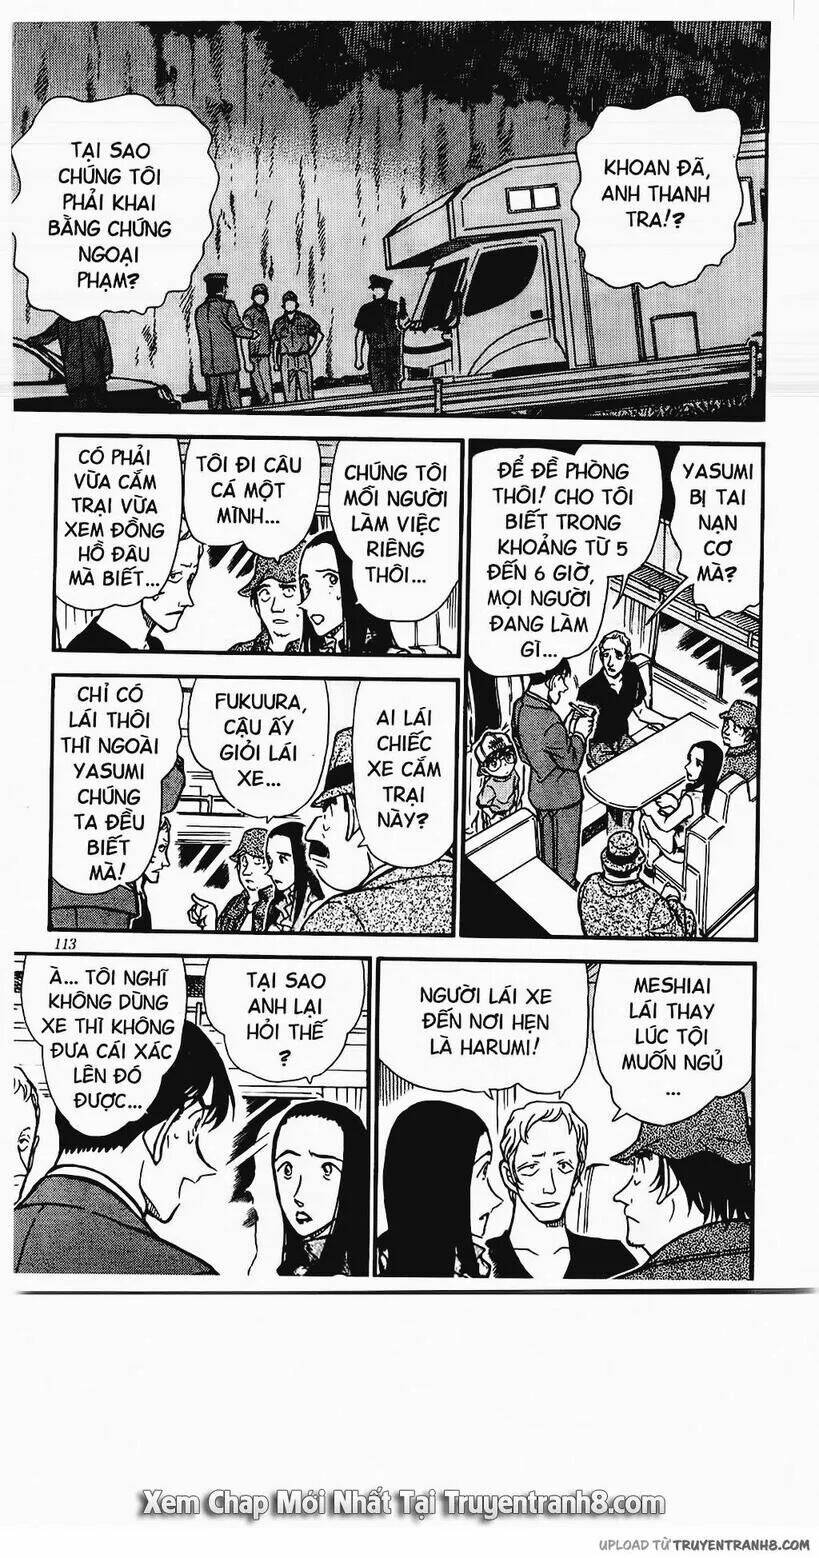 KHOAN ĐÃ,
ANH THANH
TRA!?
TẠI SAO
CHÚNG TÔI
PHẢI KHAI
BẰNG CHỨNG
NGOẠI
PHẠM?
YASUMI
BỊ TAI
NẠN
CƠ
MÀ?
ĐỂ ĐỀ PHÒNG
THÔI! CHO TÔI
BIẾT TRONG
KHOẢNG TỪ 5
ĐẾN 6 GIỜ,
MỌI NGƯỜI
ĐANG LÀM
GÌ...
CHÚNG TÔI
MỖI NGƯỜI
LÀM VIỆC
RIÊNG
THÔI...
TÔI ĐI CÂU
CÁ MỘT
MÌNH...
CÓ PHẢI
VỪA CẮM
TRẠI VỪA
XEM ĐỒNG
HỒ ĐÂU
MÀ BIẾT...
AI LÁI
CHIẾC
XE CẮM
TRẠI
NÀY?
FUKUURA,
CẬU ẤY
GIỎI LÁI
XE...
CHỈ CÓ
LÁI THÔI
THÌ NGOÀI
YASUMI
CHÚNG
TA ĐỀU
BIẾT
MÀ!
113
MESHIAI
LÁI THAY
LÚC TÔI
MUỐN NGỦ
...
NGƯỜI LÁI XE
ĐẾN NƠI HẸN
LÀ HARUMI!
TẠI SAO
ANH LẠI
HỎI THẾ
?
À... TÔI NGHĨ
KHÔNG DÙNG
XE THÌ KHÔNG
ĐƯA CÁI XÁC
LÊN ĐÓ
ĐƯỢC...
Xem Chap Mới Nhất Tại Truyentranh8.com
UPLOAD TỪ TRUYENTRANH8.COM